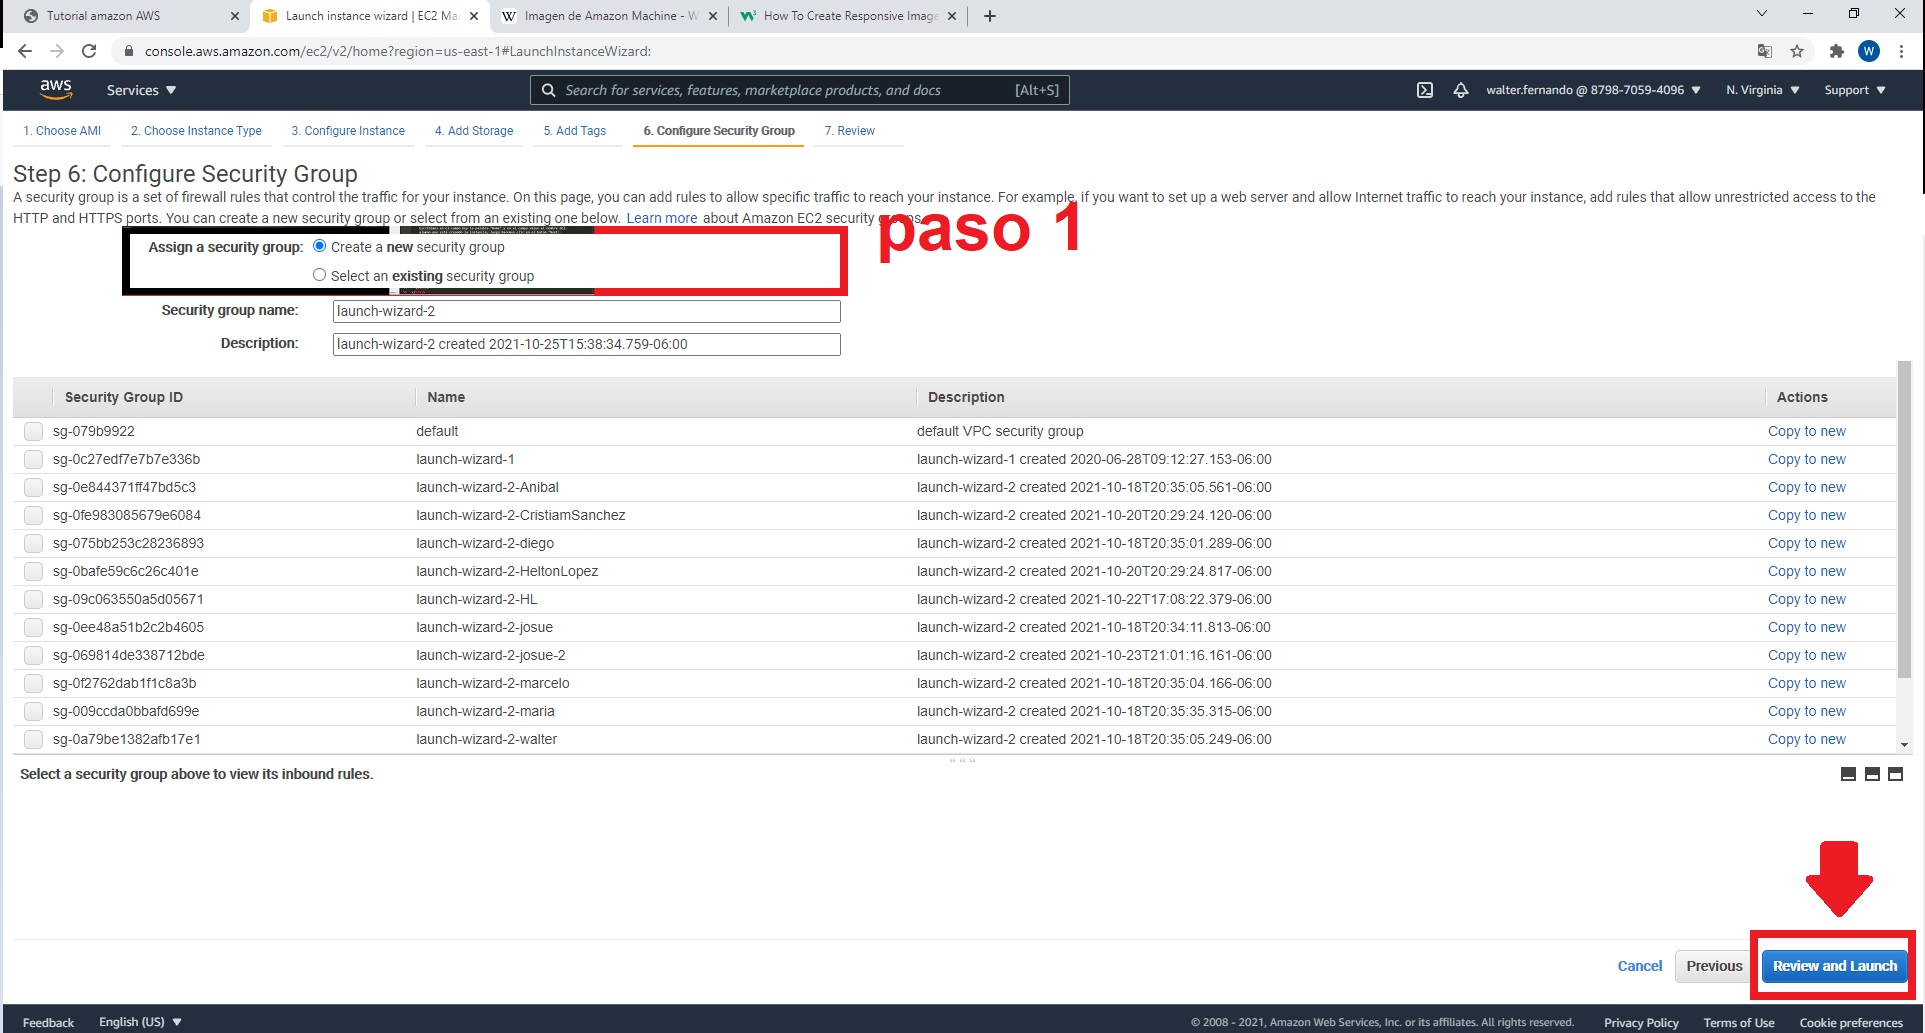 Tutorial amazon AWS
Launch instance wizard | EC2 Ma
Imagen de Amazon Machine - W
How To Create Responsive Image
console.aws.amazon.com/ec2/v2/home?region=us-east-1#LaunchInstanceWizard:
W
aws
Services
Search for services, features, marketplace products, and docs
[Alt+S]
walter.fernando @ 8798-7059-4096
N. Virginia
Support
1. Choose AMI
2. Choose Instance Type
3. Configure Instance
4. Add Storage
5. Add Tags
6. Configure Security Group
7. Review
Step 6: Configure Security Group
A security group is a set of firewall rules that control the traffic for your instance. On this page, you can add rules to allow specific traffic to reach your instance. For example, if you want to set up a web server and allow Internet traffic to reach your instance, add rules that allow unrestricted access to the
HTTP and HTTPS ports. You can create a new security group or select from an existing one below. Learn more about Amazon EC2 security groups.
paso 1
Assign a security group: Create a new security group
Select an existing security group
Security group name: launch-wizard-2
Description: launch-wizard-2 created 2021-10-25T15:38:34.759-06:00
Security Group ID Name Description Actions
sg-079b9922 default default VPC security group Copy to new
sg-0c27edf7e7b7e336b launch-wizard-1 launch-wizard-1 created 2020-06-28T09:12:27.153-06:00 Copy to new
sg-0e844371ff47bd5c3 launch-wizard-2-Anibal launch-wizard-2 created 2021-10-18T20:35:05.561-06:00 Copy to new
sg-0fe983085679e6084 launch-wizard-2-CristiamSanchez launch-wizard-2 created 2021-10-20T20:29:24.120-06:00 Copy to new
sg-075bb253c28236893 launch-wizard-2-diego launch-wizard-2 created 2021-10-18T20:35:01.289-06:00 Copy to new
sg-0bafe59c6c26c401e launch-wizard-2-HeltonLopez launch-wizard-2 created 2021-10-20T20:29:24.817-06:00 Copy to new
sg-09c063550a5d05671 launch-wizard-2-HL launch-wizard-2 created 2021-10-22T17:08:22.379-06:00 Copy to new
sg-0ee48a51b2c2b4605 launch-wizard-2-josue launch-wizard-2 created 2021-10-18T20:34:11.813-06:00 Copy to new
sg-069814de338712bde launch-wizard-2-josue-2 launch-wizard-2 created 2021-10-23T21:01:16.161-06:00 Copy to new
sg-0f2762dab1f1c8a3b launch-wizard-2-marcelo launch-wizard-2 created 2021-10-18T20:35:04.166-06:00 Copy to new
sg-009ccda0bbafd699e launch-wizard-2-maria launch-wizard-2 created 2021-10-18T20:35:35.315-06:00 Copy to new
sg-0a79be1382afb17e1 launch-wizard-2-walter launch-wizard-2 created 2021-10-18T20:35:05.249-06:00 Copy to new
Select a security group above to view its inbound rules.
Cancel
Previous
Review and Launch
Feedback
English (US)
© 2008 - 2021, Amazon Web Services, Inc. or its affiliates. All rights reserved.
Privacy Policy
Terms of Use
Cookie preferences